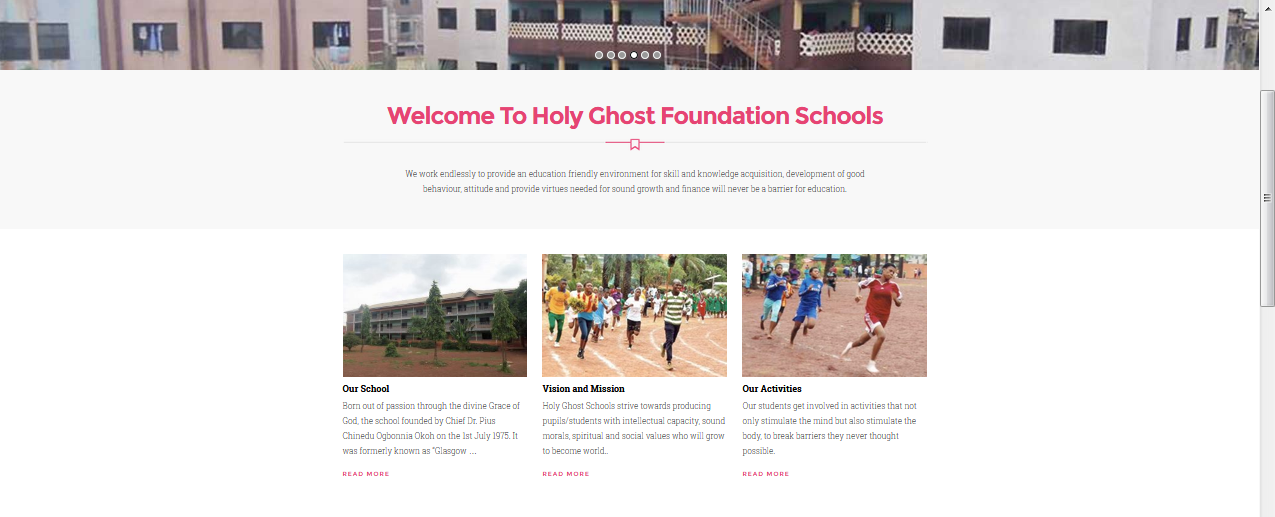 Welcome To Holy Ghost Foundation Schools
We work endlessly to provide an education friendly environment for skill and knowledge acquisition, development of good
behaviour, attitude and provide virtues needed for sound growth and finance will never be a barrier for education.
Our School
Born out of passion through the divine Grace of
God, the school founded by Chief Dr. Pius
Chinedu Ogbonnia Okoh on the 1st July 1975. It
was formerly known as "Glasgow ...
READ MORE
Vision and Mission
Holy Ghost Schools strive towards producing
pupils/students with intellectual capacity, sound
morals, spiritual and social values who will grow
to become world..
READ MORE
Our Activities
Our students get involved in activities that not
only stimulate the mind but also stimulate the
body, to break barriers they never thought
possible.
READ MORE